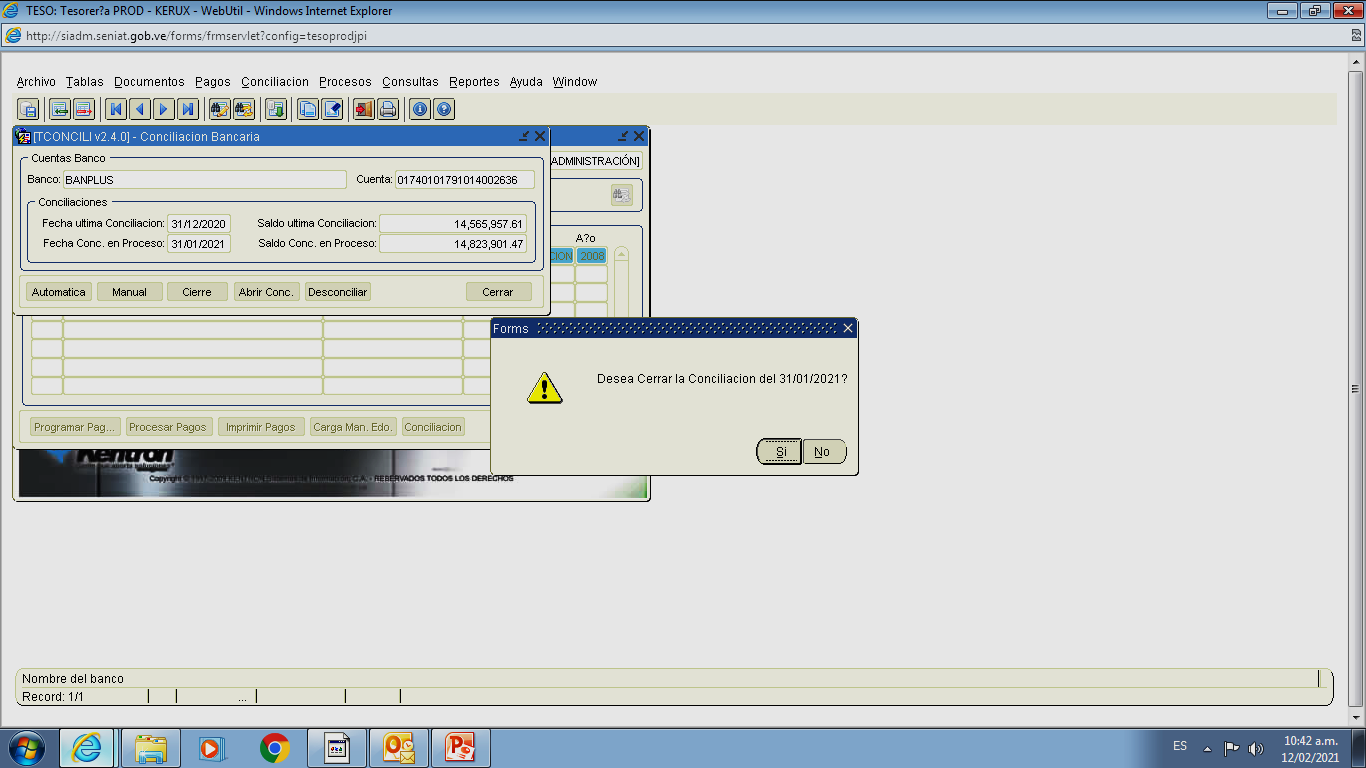 TESO: Tesorer?a PROD - KERUX - WebUtil - Windows Internet Explorer
http://siadm.seniat.gob.ve/forms/frmservlet?config=tesoprodjpi
Archivo Tablas Documentos Pagos Conciliacion Procesos Consultas Reportes Ayuda Window
[TCONCILI v2.4.0] - Conciliacion Bancaria
Cuentas Banco
ADMINISTRACIÓN]
Banco: BANPLUS Cuenta: 01740101791014002636
Conciliaciones
Fecha ultima Conciliacion: 31/12/2020 Saldo ultima Conciliacion: 14,565,957.61
Fecha Conc. en Proceso: 31/01/2021 Saldo Conc. en Proceso: 14,823,901.47
A?o
CION 2008
Automatica Manual Cierre Abrir Conc. Desconciliar Cerrar
Forms
Desea Cerrar la Conciliacion del 31/01/2021?
Si No
Programar Pag... Procesar Pagos Imprimir Pagos Carga Man. Edo. Conciliacion
Kentron
RESERVADOS TODOS LOS DERECHOS
Nombre del banco
Record: 1/1 ...
ES 10:42 a.m.
12/02/2021